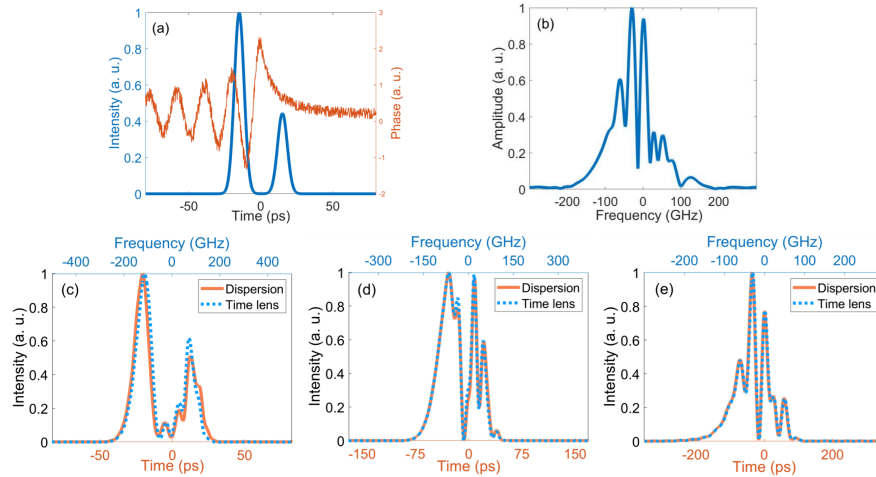 (a)
Intensity (a. u.)
1
0.8
0.6
0.4
0.2
0
-50
0
50
Time (ps)
3
2
1
0
-1
-2
Phase (a. u.)
(b)
Amplitude (a. u.)
1
0.8
0.6
0.4
0.2
0
-200
-100
0
100
200
Frequency (GHz)
Frequency (GHz)
-400
-200
0
200
400
(c)
Dispersion
Time lens
Intensity (a. u.)
1
0.8
0.6
0.4
0.2
0
-50
0
50
Time (ps)
Frequency (GHz)
-400
-300
-200
-100
0
100
200
300
400
(d)
Dispersion
Time lens
Intensity (a. u.)
1
0.8
0.6
0.4
0.2
0
-150
-75
0
75
150
Time (ps)
Frequency (GHz)
-200
-100
0
100
200
(e)
Dispersion
Time lens
Intensity (a. u.)
1
0.8
0.6
0.4
0.2
0
-200
0
200
Time (ps)